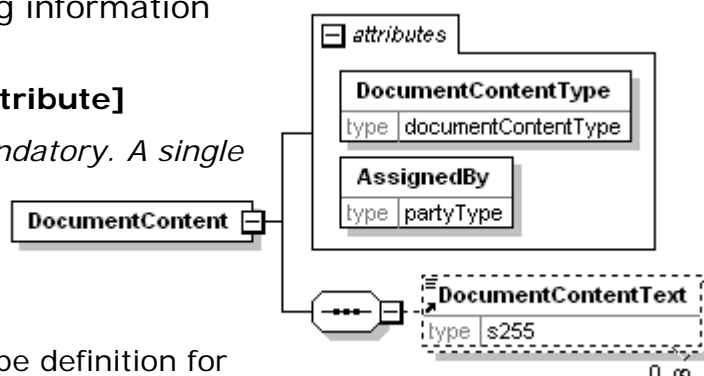 g information
attributes
tribute]
DocumentContentType
type documentContentType
ndatory. A single
AssignedBy
type partyType
DocumentContent
DocumentContentText
type s255
pe definition for
0..∞